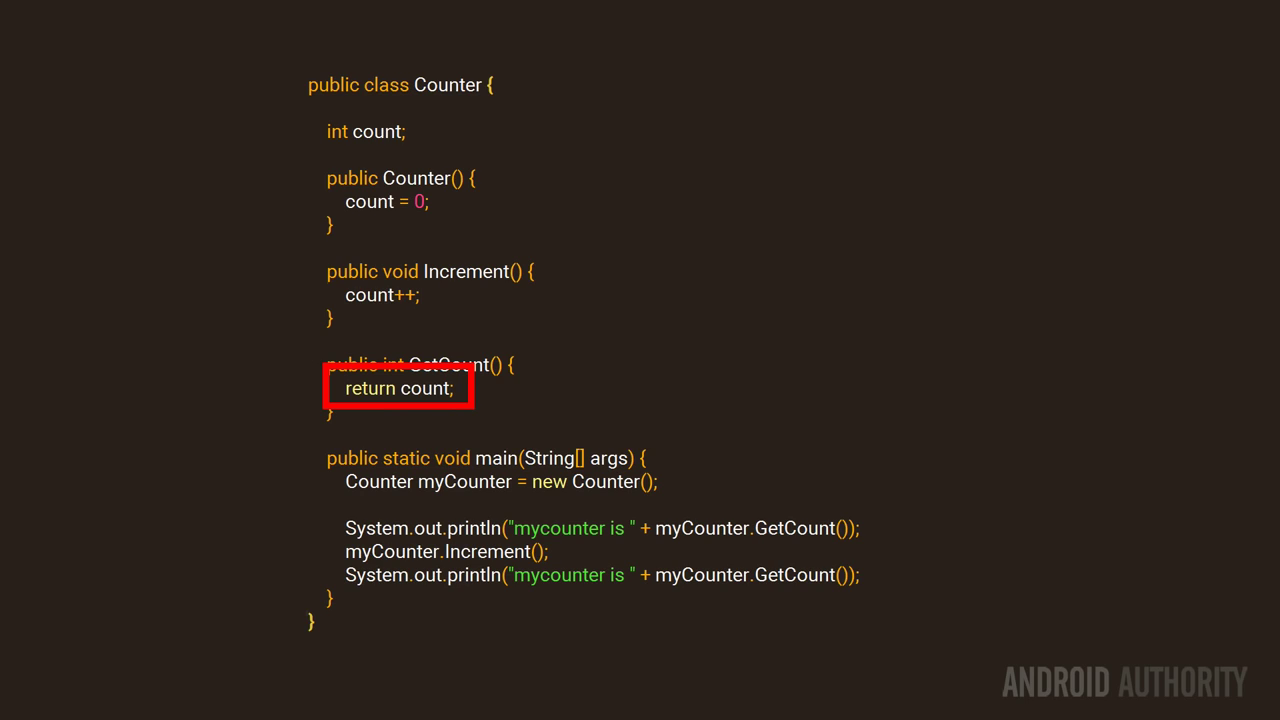 public class Counter {
int count;
public Counter() {
count = 0;
}
public void Increment() {
count++;
}
public int GetCount() {
return count;
}
public static void main(String[] args) {
Counter myCounter = new Counter();
System.out.println("mycounter is " + myCounter.GetCount());
myCounter.Increment();
System.out.println("mycounter is " + myCounter.GetCount());
}
}
ANDROID AUTHORITY